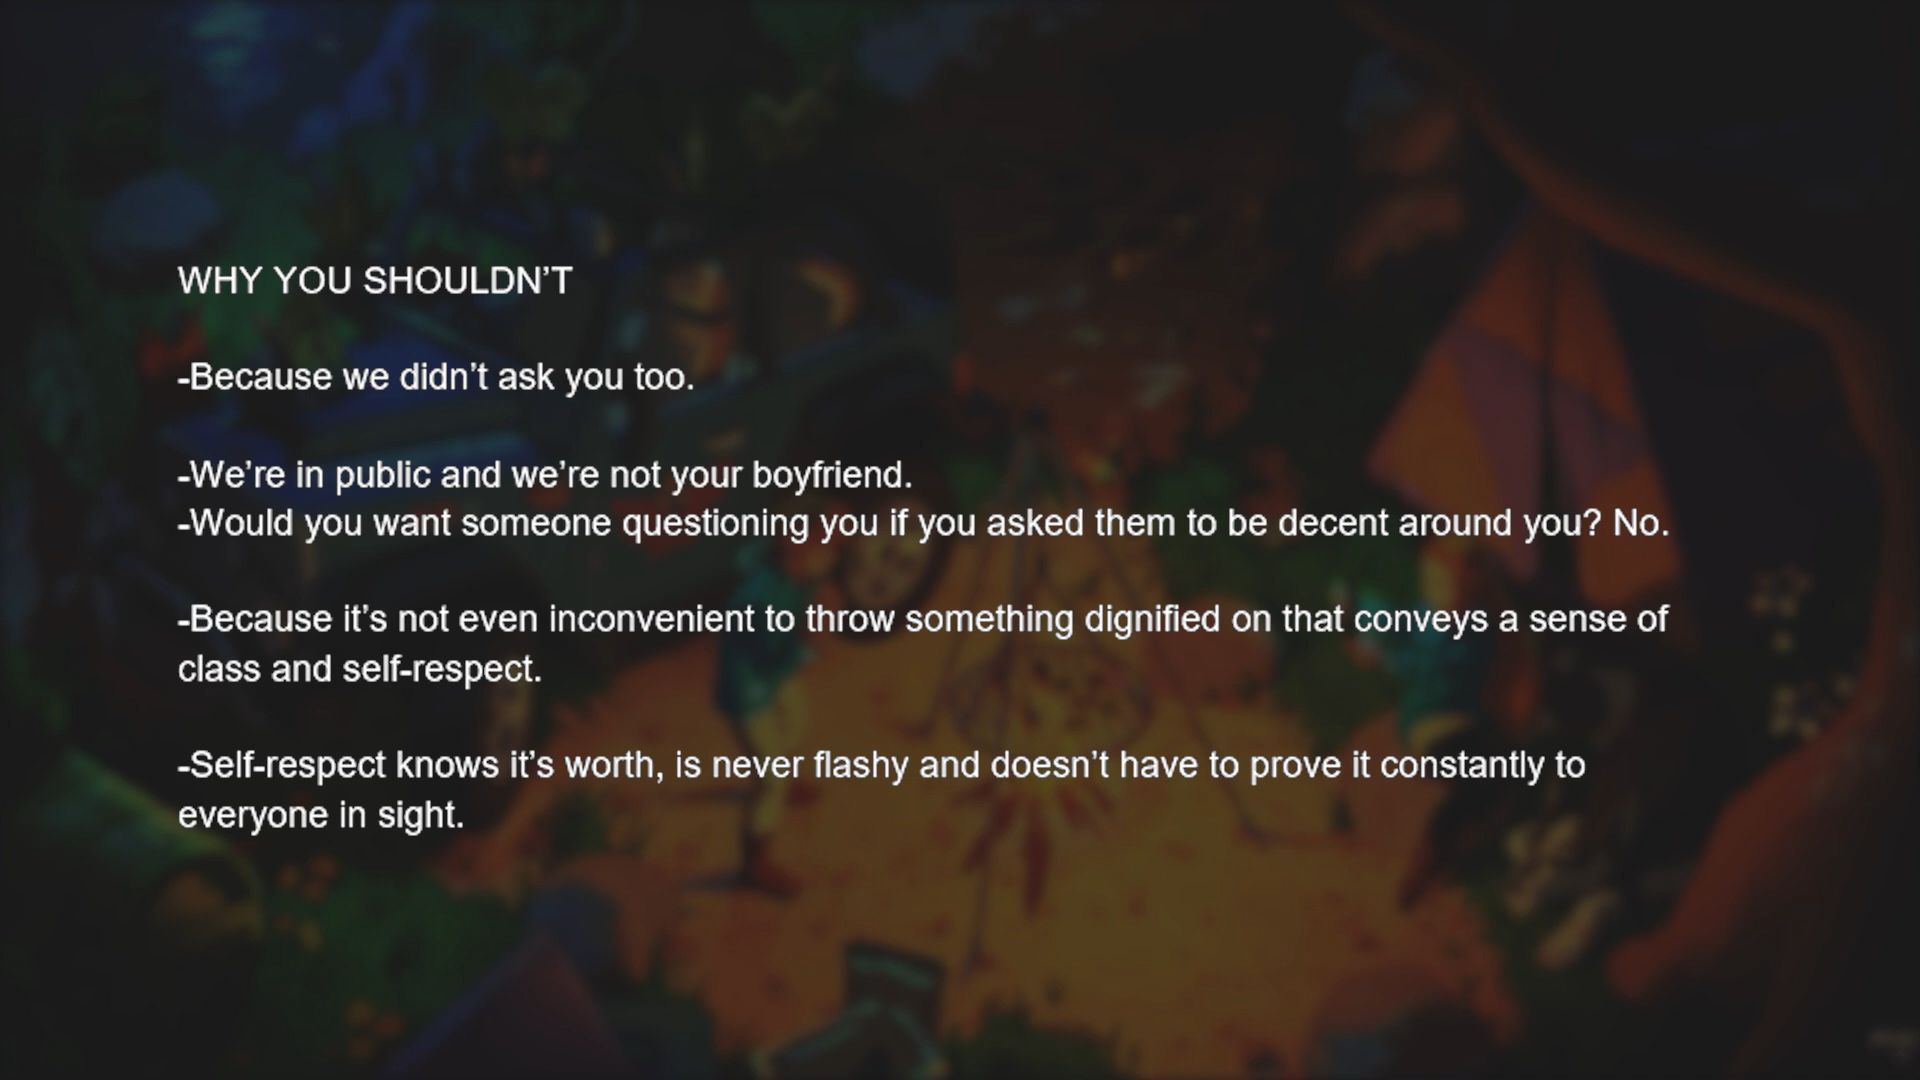 WHY YOU SHOULDN’T
-Because we didn’t ask you too.
-We’re in public and we’re not your boyfriend.
-Would you want someone questioning you if you asked them to be decent around you? No.
-Because it’s not even inconvenient to throw something dignified on that conveys a sense of
class and self-respect.
-Self-respect knows it’s worth, is never flashy and doesn’t have to prove it constantly to
everyone in sight.